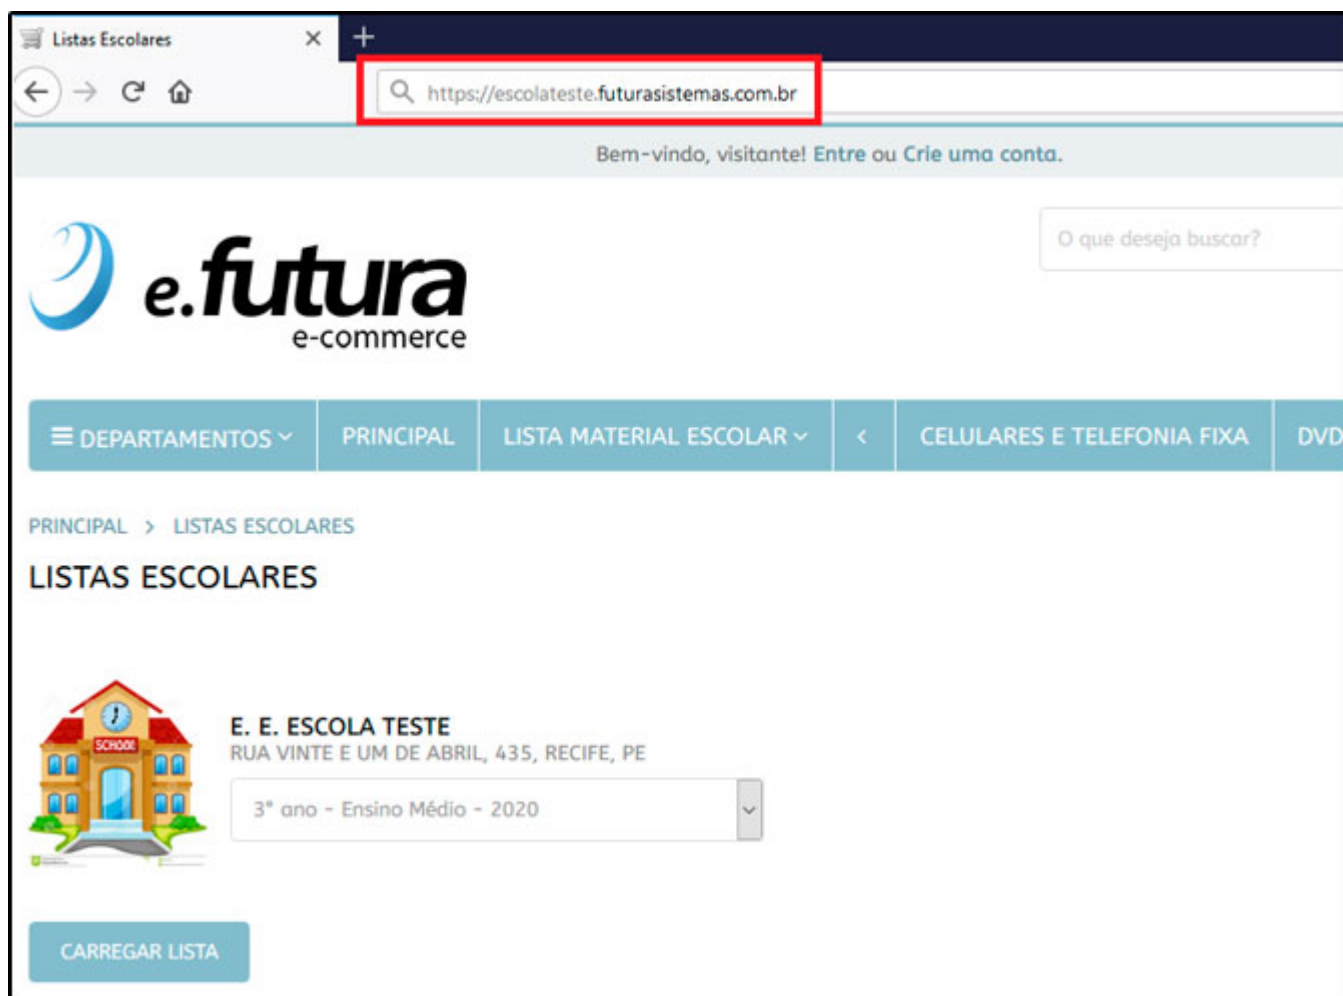 Listas Escolares
https://escolateste.futurasistemas.com.br
Bem-vindo, visitante! Entre ou Crie uma conta.
e.futura
e-commerce
O que deseja buscar?
DEPARTAMENTOS PRINCIPAL LISTA MATERIAL ESCOLAR < CELULARES E TELEFONIA FIXA DVD
PRINCIPAL > LISTAS ESCOLARES
LISTAS ESCOLARES
SCHOOL
E. E. ESCOLA TESTE
RUA VINTE E UM DE ABRIL, 435, RECIFE, PE
3° ano - Ensino Médio - 2020
CARREGAR LISTA